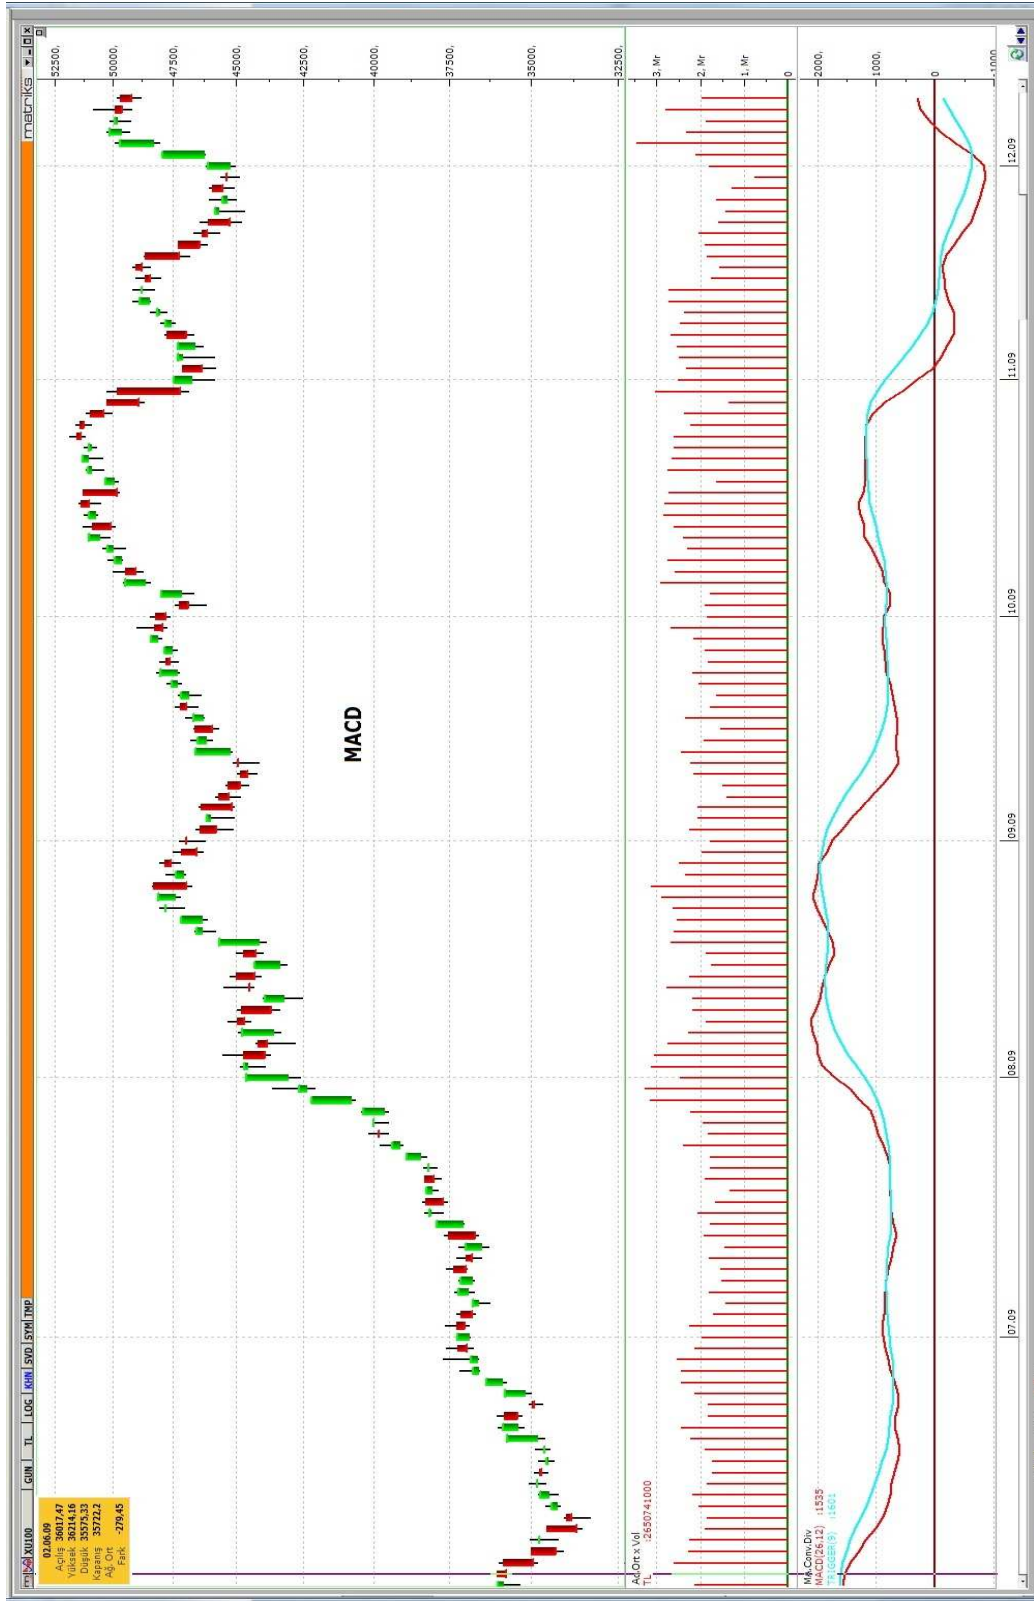 XU100 GUN TL LOG KHN SVD SYM TMP
matriks
02.06.09
Açılış 36017,47
Yüksek 36214,16
Düşük 35575,33
Kapanış 35722,2
Ağ.Ort
Fark -279,45
52500,
50000,
47500,
45000,
42500,
40000,
37500,
35000,
32500,
MACD
Ağ.Ort x Vol
TL :2650741000
3, Mr
2, Mr
1, Mr
0
Mv.Conv.Div
MACD(26,12) :1535
TRIGGER(9) :1601
2000,
1000,
0
-1000
07.09 08.09 09.09 10.09 11.09 12.09